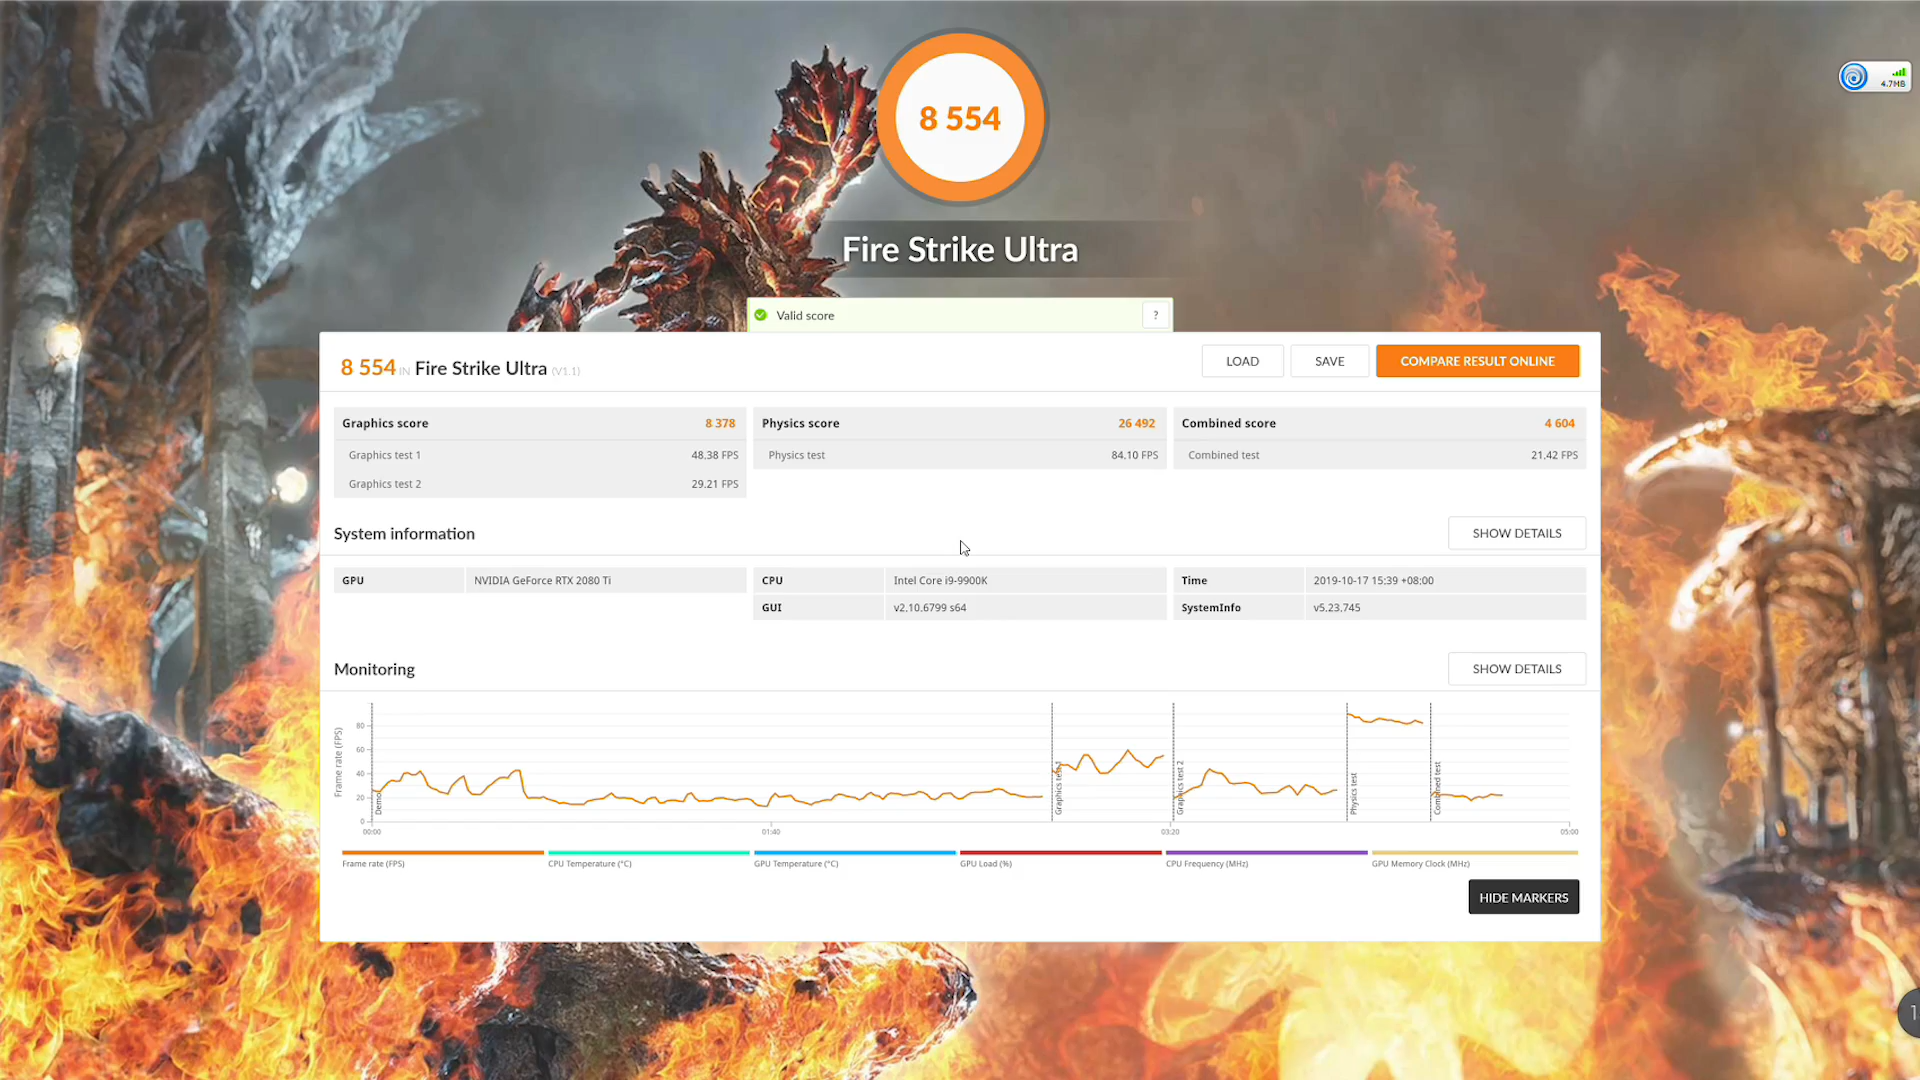 8 554
4.7MB
Fire Strike Ultra
Valid score
?
8 554 IN Fire Strike Ultra (V1.1)
LOAD
SAVE
COMPARE RESULT ONLINE
Graphics score 8 378
Graphics test 1 48.38 FPS
Graphics test 2 29.21 FPS
Physics score 26 492
Physics test 84.10 FPS
Combined score 4 604
Combined test 21.42 FPS
System information
SHOW DETAILS
GPU NVIDIA GeForce RTX 2080 Ti
CPU Intel Core i9-9900K
GUI v2.10.6799 s64
Time 2019-10-17 15:39 +08:00
SystemInfo v5.23.745
Monitoring
SHOW DETAILS
Frame rate (FPS)
80
60
40
20
0
Demo
Graphics test 1
Graphics test 2
Physics test
Combined test
00:00 01:40 03:20 05:00
Frame rate (FPS) CPU Temperature (°C) GPU Temperature (°C) GPU Load (%) CPU Frequency (MHz) GPU Memory Clock (MHz)
HIDE MARKERS